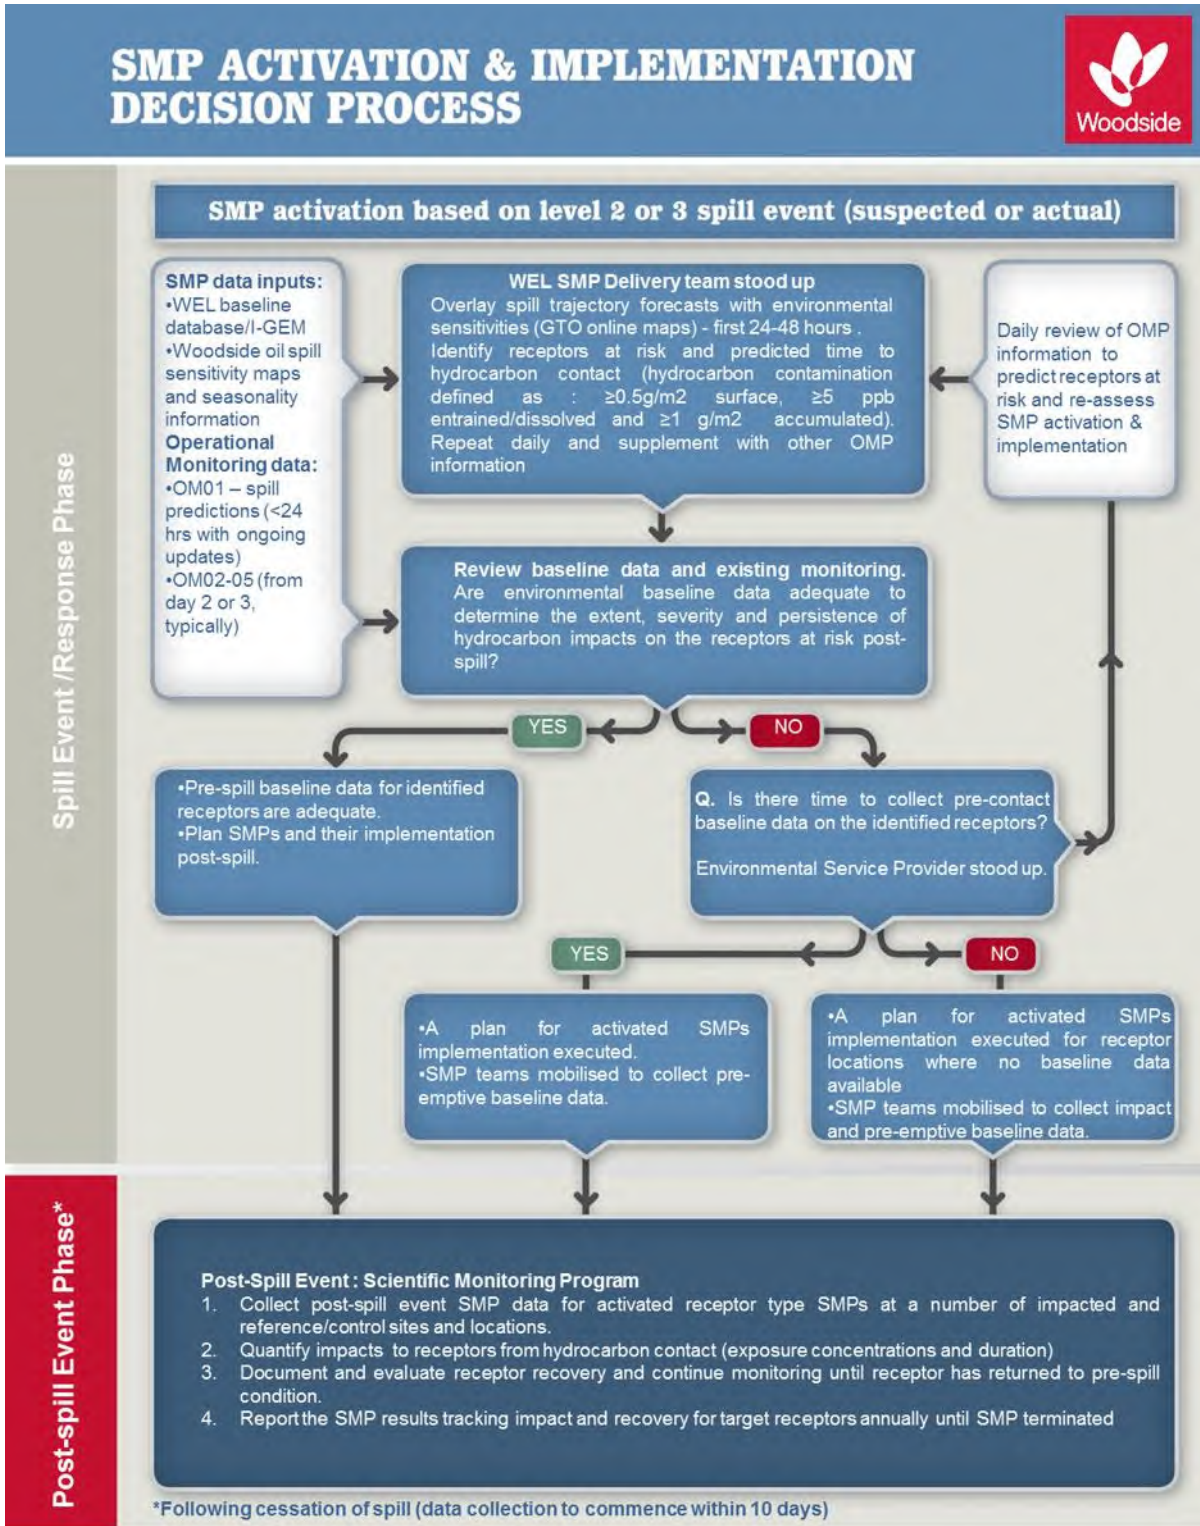 SMP ACTIVATION & IMPLEMENTATION
DECISION PROCESS
Woodside
Spill Event /Response Phase
SMP activation based on level 2 or 3 spill event (suspected or actual)
SMP data inputs:
•WEL baseline
database/I-GEM
•Woodside oil spill
sensitivity maps
and seasonality
information
Operational
Monitoring data:
•OM01 – spill
predictions (<24
hrs with ongoing
updates)
•OM02-05 (from
day 2 or 3,
typically)
WEL SMP Delivery team stood up
Overlay spill trajectory forecasts with environmental
sensitivities (GTO online maps) - first 24-48 hours .
Identify receptors at risk and predicted time to
hydrocarbon contact (hydrocarbon contamination
defined as : ≥0.5g/m2 surface, ≥5 ppb
entrained/dissolved and ≥1 g/m2 accumulated).
Repeat daily and supplement with other OMP
information
Daily review of OMP
information to
predict receptors at
risk and re-assess
SMP activation &
implementation
Review baseline data and existing monitoring.
Are environmental baseline data adequate to
determine the extent, severity and persistence of
hydrocarbon impacts on the receptors at risk post-
spill?
YES
NO
•Pre-spill baseline data for identified
receptors are adequate.
•Plan SMPs and their implementation
post-spill.
Q. Is there time to collect pre-contact
baseline data on the identified receptors?
Environmental Service Provider stood up.
YES
NO
•A plan for activated SMPs
implementation executed.
•SMP teams mobilised to collect pre-
emptive baseline data.
•A plan for activated SMPs
implementation executed for receptor
locations where no baseline data
available
•SMP teams mobilised to collect impact
and pre-emptive baseline data.
Post-spill Event Phase*
Post-Spill Event : Scientific Monitoring Program
1. Collect post-spill event SMP data for activated receptor type SMPs at a number of impacted and
reference/control sites and locations.
2. Quantify impacts to receptors from hydrocarbon contact (exposure concentrations and duration)
3. Document and evaluate receptor recovery and continue monitoring until receptor has returned to pre-spill
condition.
4. Report the SMP results tracking impact and recovery for target receptors annually until SMP terminated
*Following cessation of spill (data collection to commence within 10 days)